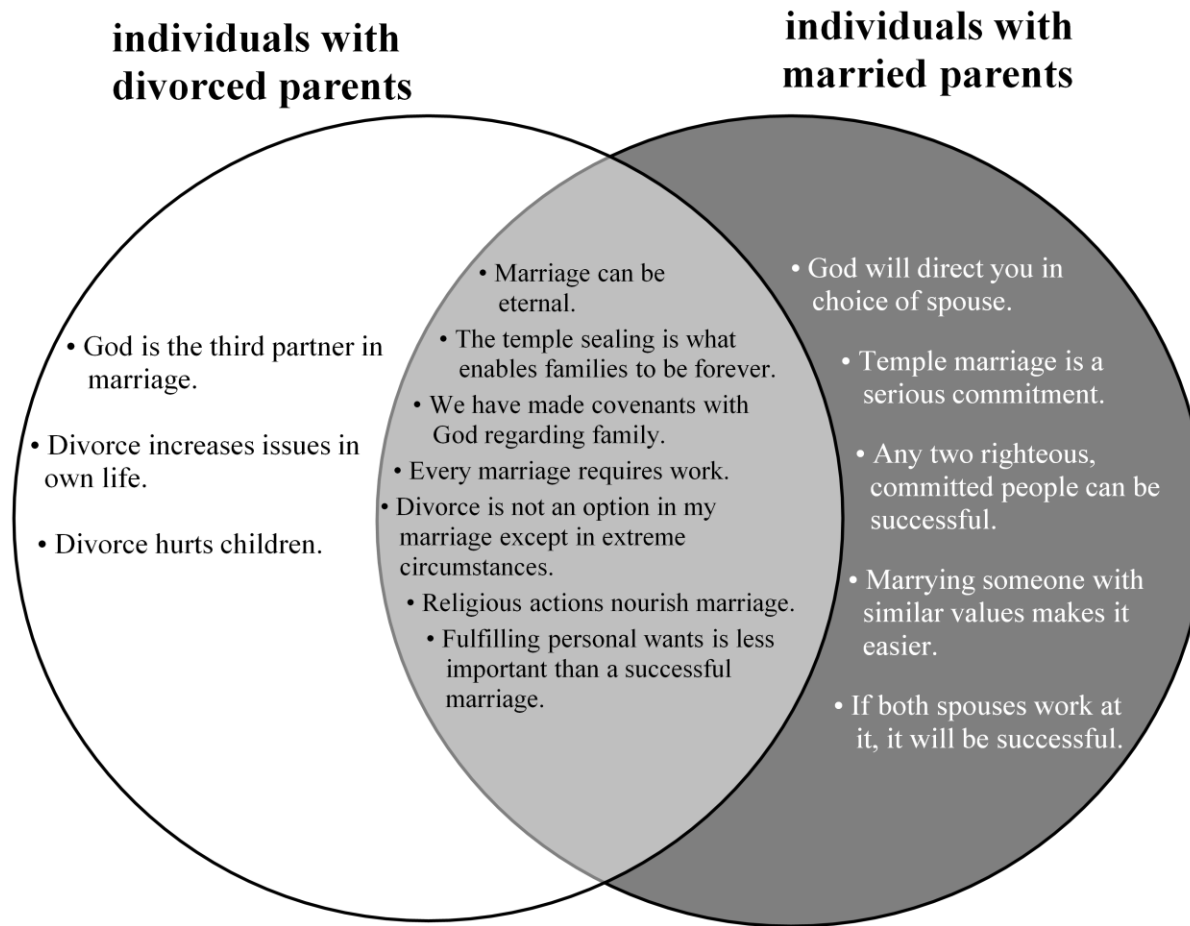 individuals with
divorced parents
individuals with
married parents
• God is the third partner in
marriage.
• Divorce increases issues in
own life.
• Divorce hurts children.
• Marriage can be
eternal.
• The temple sealing is what
enables families to be forever.
• We have made covenants with
God regarding family.
• Every marriage requires work.
• Divorce is not an option in my
marriage except in extreme
circumstances.
• Religious actions nourish marriage.
• Fulfilling personal wants is less
important than a successful
marriage.
• God will direct you in
choice of spouse.
• Temple marriage is a
serious commitment.
• Any two righteous,
committed people can be
successful.
• Marrying someone with
similar values makes it
easier.
• If both spouses work at
it, it will be successful.